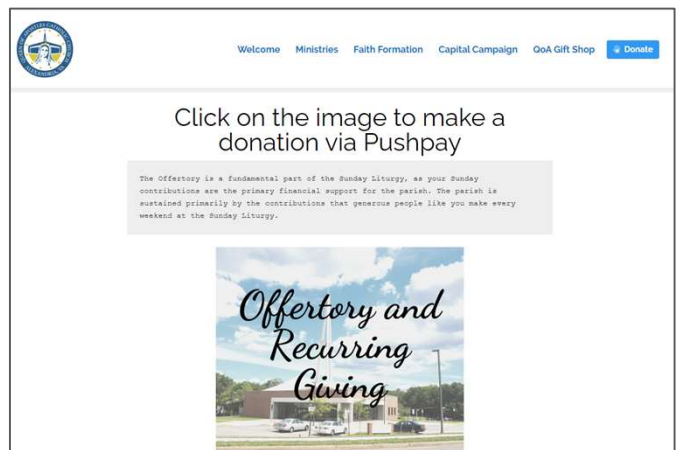 Welcome Ministries Faith Formation Capital Campaign QoA Gift Shop Donate
Click on the image to make a
donation via Pushpay
The Offertory is a fundamental part of the Sunday Liturgy, as your Sunday
contributions are the primary financial support for the parish. The parish is
sustained primarily by the contributions that generous people like you make every
weekend at the Sunday Liturgy.
Offertory and
Recurring
Giving